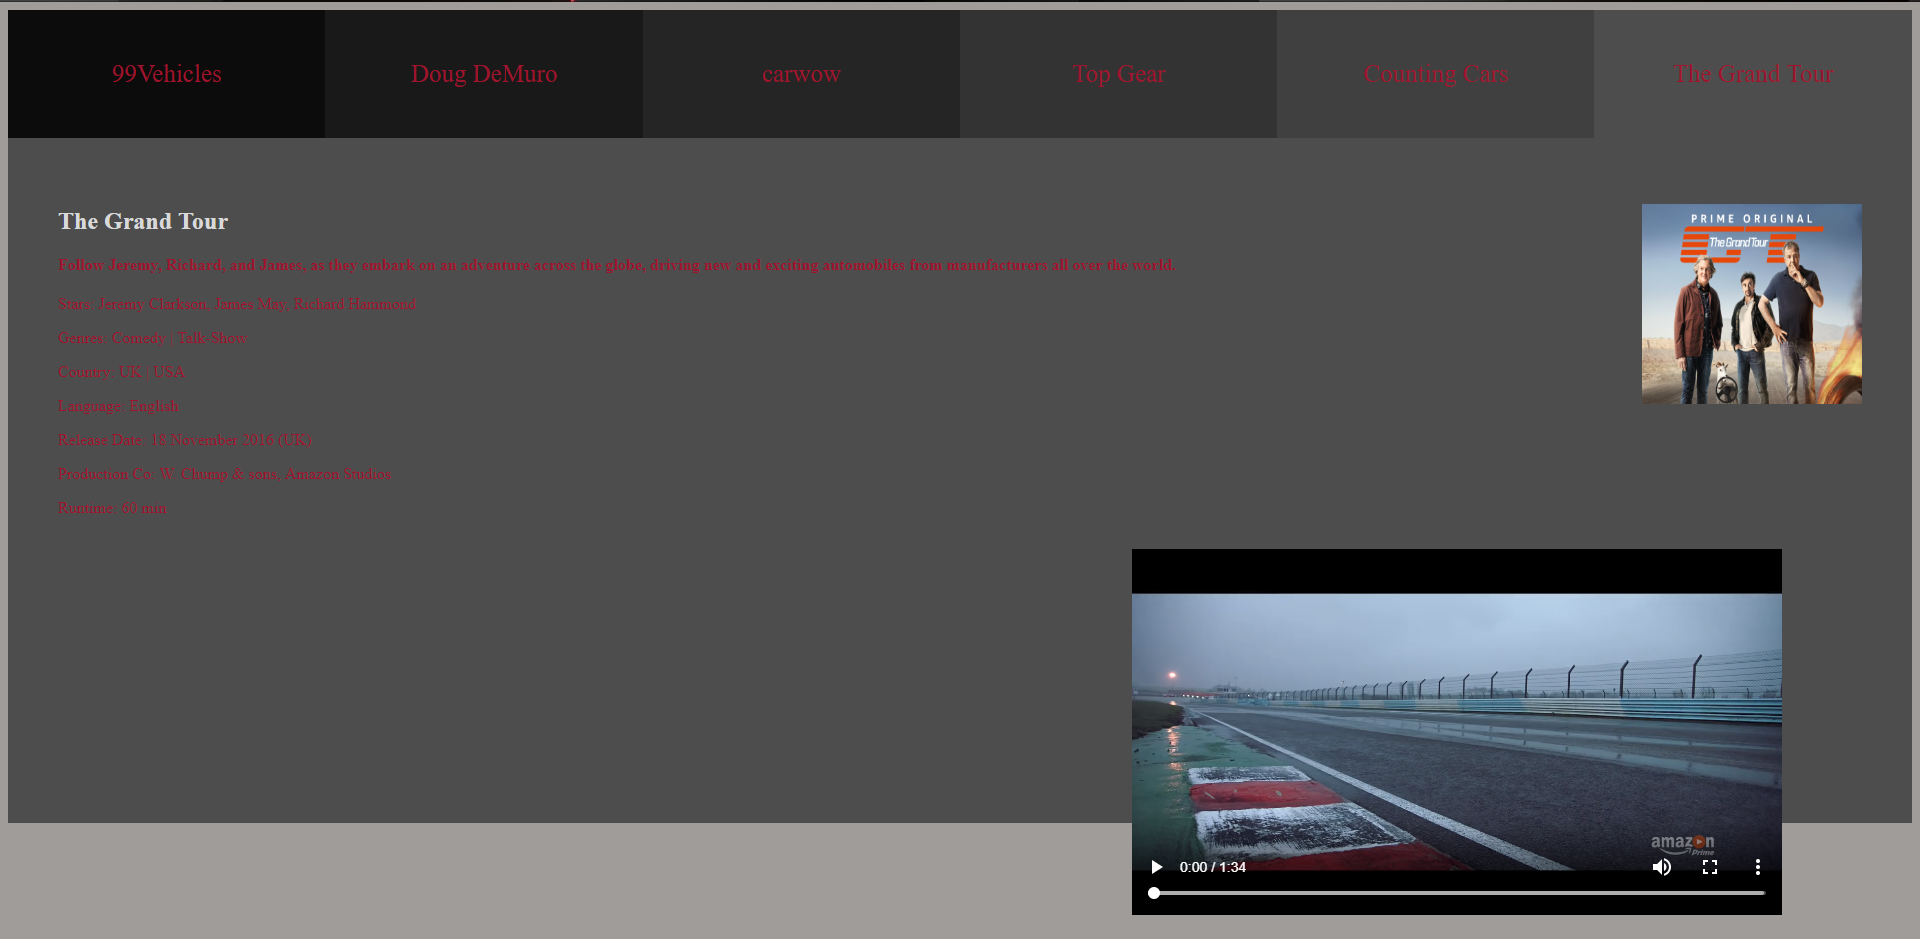 99Vehicles
Doug DeMuro
carwow
Top Gear
Counting Cars
The Grand Tour
The Grand Tour
Follow Jeremy, Richard, and James, as they embark on an adventure across the globe, driving new and exciting automobiles from manufacturers all over the world.
Stars: Jeremy Clarkson, James May, Richard Hammond
Genres: Comedy | Talk-Show
Country: UK | USA
Language: English
Release Date: 18 November 2016 (UK)
Production Co: W. Chump & sons, Amazon Studios
Runtime: 60 min
PRIME ORIGINAL
GT
The Grand Tour
amazon
Prime
0:00 / 1:34